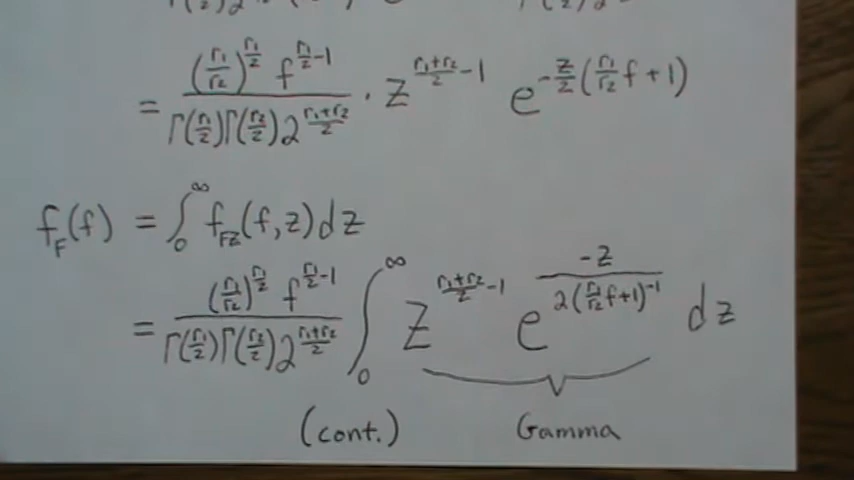 = (r₁/r₂)^(r₁/2) f^(r₁/2 -1) / Γ(r₁/2)Γ(r₂/2)2^((r₁+r₂)/2) · z^((r₁+r₂)/2 -1) e^(-z/2 (r₁/r₂ f+1))
f_F(f) = ∫₀^∞ f_FZ(f,z)dz
= (r₁/r₂)^(r₁/2) f^(r₁/2 -1) / Γ(r₁/2)Γ(r₂/2)2^((r₁+r₂)/2) ∫₀^∞ z^((r₁+r₂)/2 -1) e^(-z / 2(r₁/r₂ f+1)^-1) dz
(cont.) Gamma